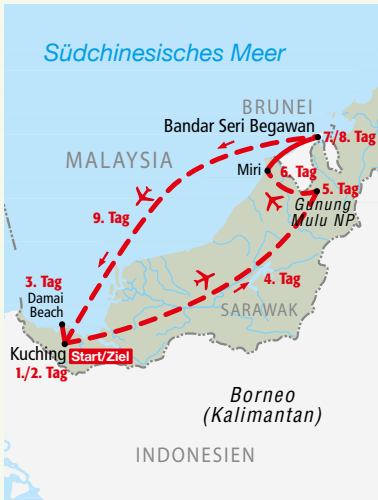 Südchinesisches Meer
BRUNEI
Bandar Seri Begawan
7./8. Tag
MALAYSIA
Miri
6. Tag
5. Tag
Gunung
Mulu NP
9. Tag
3. Tag
Damai
Beach
4. Tag
SARAWAK
Kuching
Start/Ziel
1./2. Tag
Borneo
(Kalimantan)
INDONESIEN